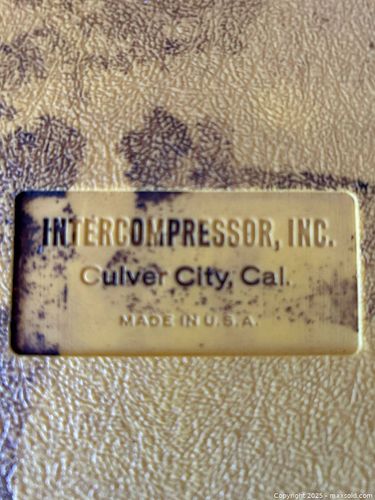 INTERCOMPRESSOR, INC.
Culver City, Cal.
MADE IN U.S.A.
Copyright 2025 - maxsold.com